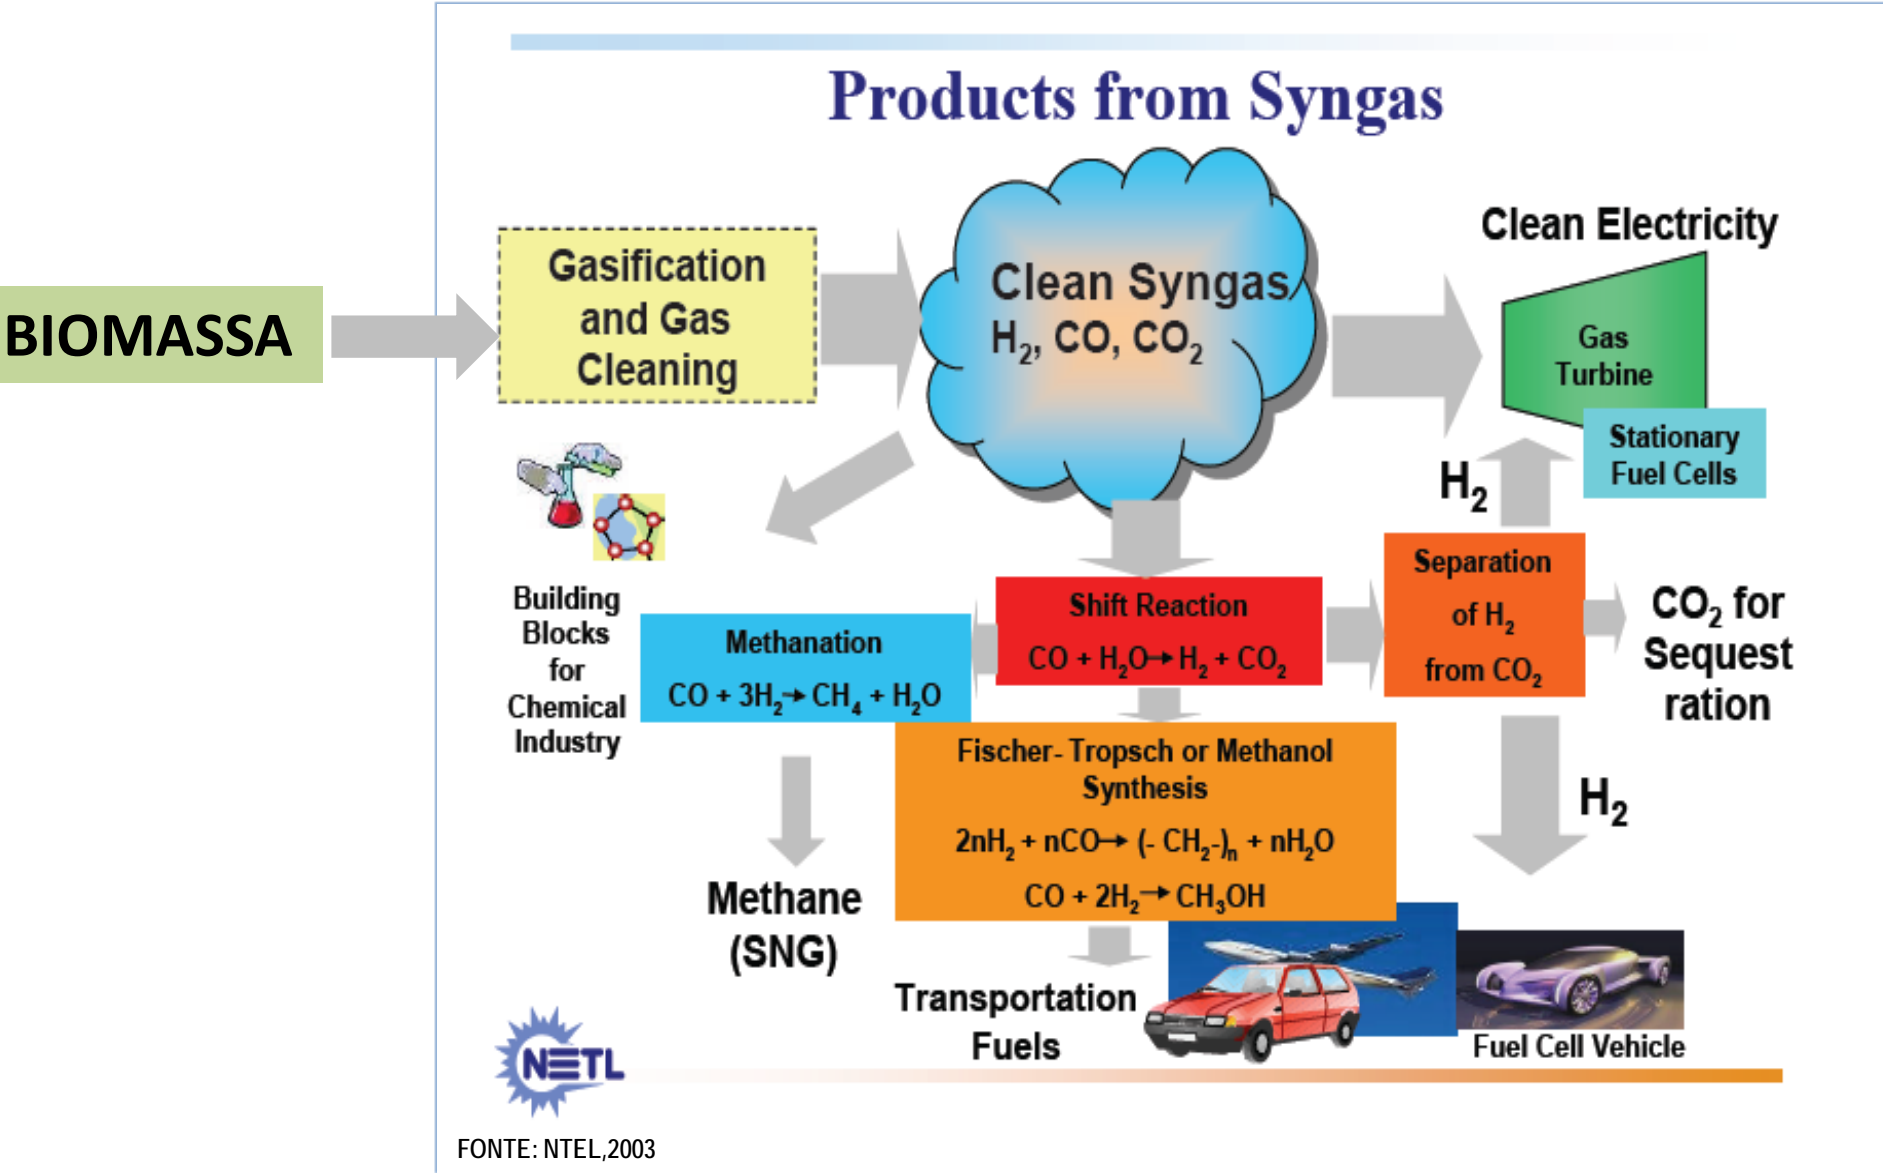 Products from Syngas
BIOMASSA
Gasification
and Gas
Cleaning
Clean Syngas
H₂, CO, CO₂
Clean Electricity
Gas
Turbine
Stationary
Fuel Cells
H₂
Building
Blocks
for
Chemical
Industry
Methanation
CO + 3H₂→ CH₄ + H₂O
Shift Reaction
CO + H₂O→ H₂ + CO₂
Separation
of H₂
from CO₂
CO₂ for
Sequest
ration
Fischer- Tropsch or Methanol
Synthesis
2nH₂ + nCO→ (- CH₂-)ₙ + nH₂O
CO + 2H₂→ CH₃OH
H₂
Methane
(SNG)
Transportation
Fuels
Fuel Cell Vehicle
NETL
FONTE: NTEL,2003